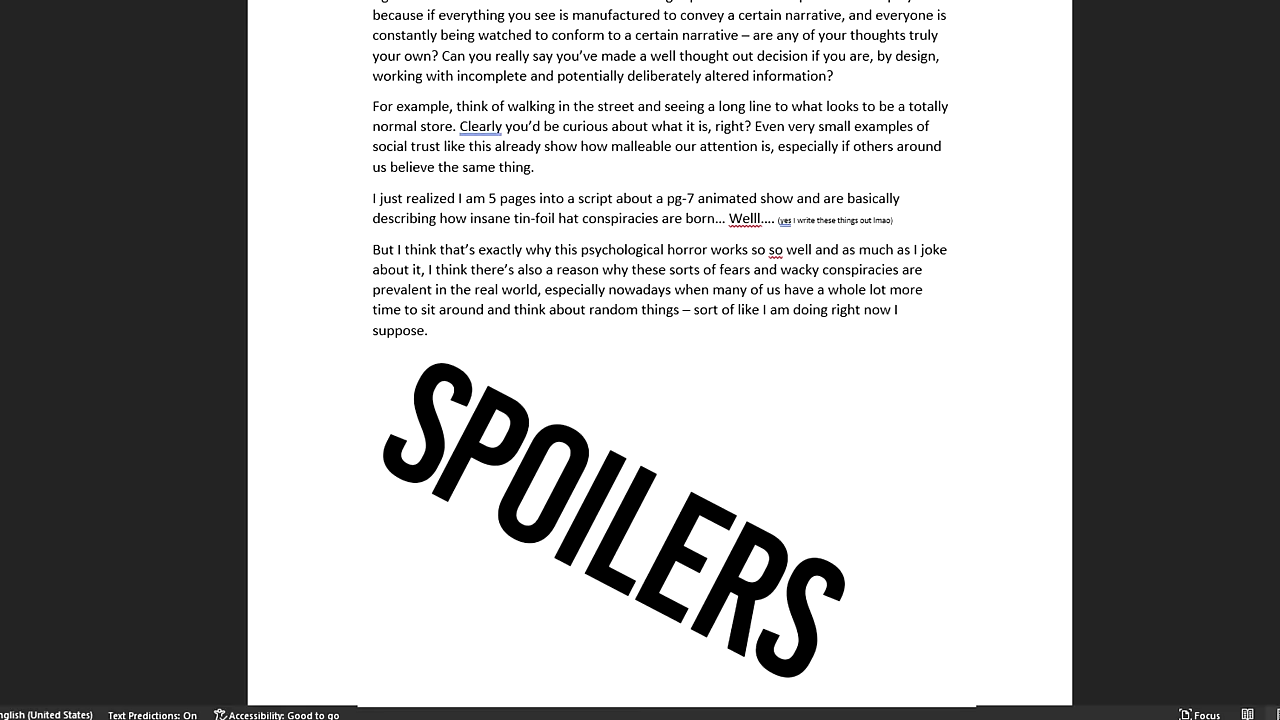 because if everything you see is manufactured to convey a certain narrative, and everyone is
constantly being watched to conform to a certain narrative – are any of your thoughts truly
your own? Can you really say you’ve made a well thought out decision if you are, by design,
working with incomplete and potentially deliberately altered information?
For example, think of walking in the street and seeing a long line to what looks to be a totally
normal store. Clearly you’d be curious about what it is, right? Even very small examples of
social trust like this already show how malleable our attention is, especially if others around
us believe the same thing.
I just realized I am 5 pages into a script about a pg-7 animated show and are basically
describing how insane tin-foil hat conspiracies are born... Welll.... (yes I write these things out lmao)
But I think that’s exactly why this psychological horror works so so well and as much as I joke
about it, I think there’s also a reason why these sorts of fears and wacky conspiracies are
prevalent in the real world, especially nowadays when many of us have a whole lot more
time to sit around and think about random things – sort of like I am doing right now I
suppose.
SPOILERS
nglish (United States) Text Predictions: On Accessibility: Good to go Focus